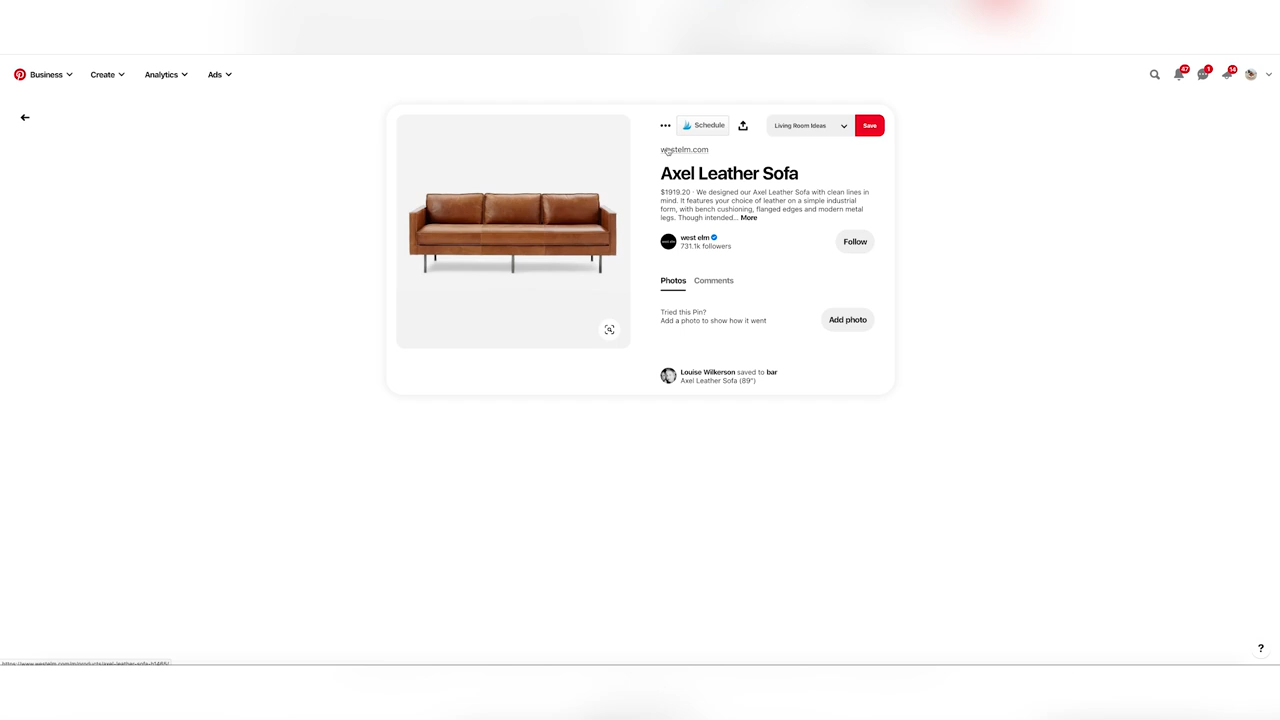 Business Create Analytics Ads 47 1 14
Schedule Living Room Ideas Save
westelm.com
Axel Leather Sofa
$1919.20 · We designed our Axel Leather Sofa with clean lines in
mind. It features your choice of leather on a simple industrial
form, with bench cushioning, flanged edges and modern metal
legs. Though intended... More
west elm
731.1k followers
Follow
Photos Comments
Tried this Pin?
Add a photo to show how it went
Add photo
Louise Wilkerson saved to bar
Axel Leather Sofa (89")
?